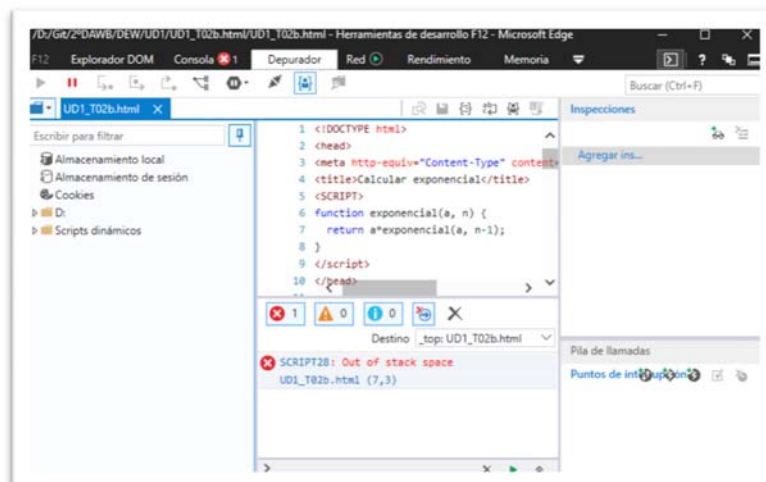 /D:/Git/2ºDAWB/DEW/UD1/UD1_T02b.html/UD1_T02b.html - Herramientas de desarrollo F12 - Microsoft Edge
F12 Explorador DOM Consola 1 Depurador Red Rendimiento Memoria ?
Buscar (Ctrl+F)
UD1_T02b.html X
Inspecciones
Escribir para filtrar
Agregar ins...
Almacenamiento local
Almacenamiento de sesión
Cookies
D:
Scripts dinámicos
1 <!DOCTYPE html>
2 <head>
3 <meta http-equiv="Content-Type" content
4 <title>Calcular exponencial</title>
5 <SCRIPT>
6 function exponencial(a, n) {
7 return a*exponencial(a, n-1);
8 }
9 </script>
10 </head>
1 0 0
Destino _top: UD1_T02b.html
SCRIPT28: Out of stack space
UD1_T02b.html (7,3)
Pila de llamadas
Puntos de interrupción